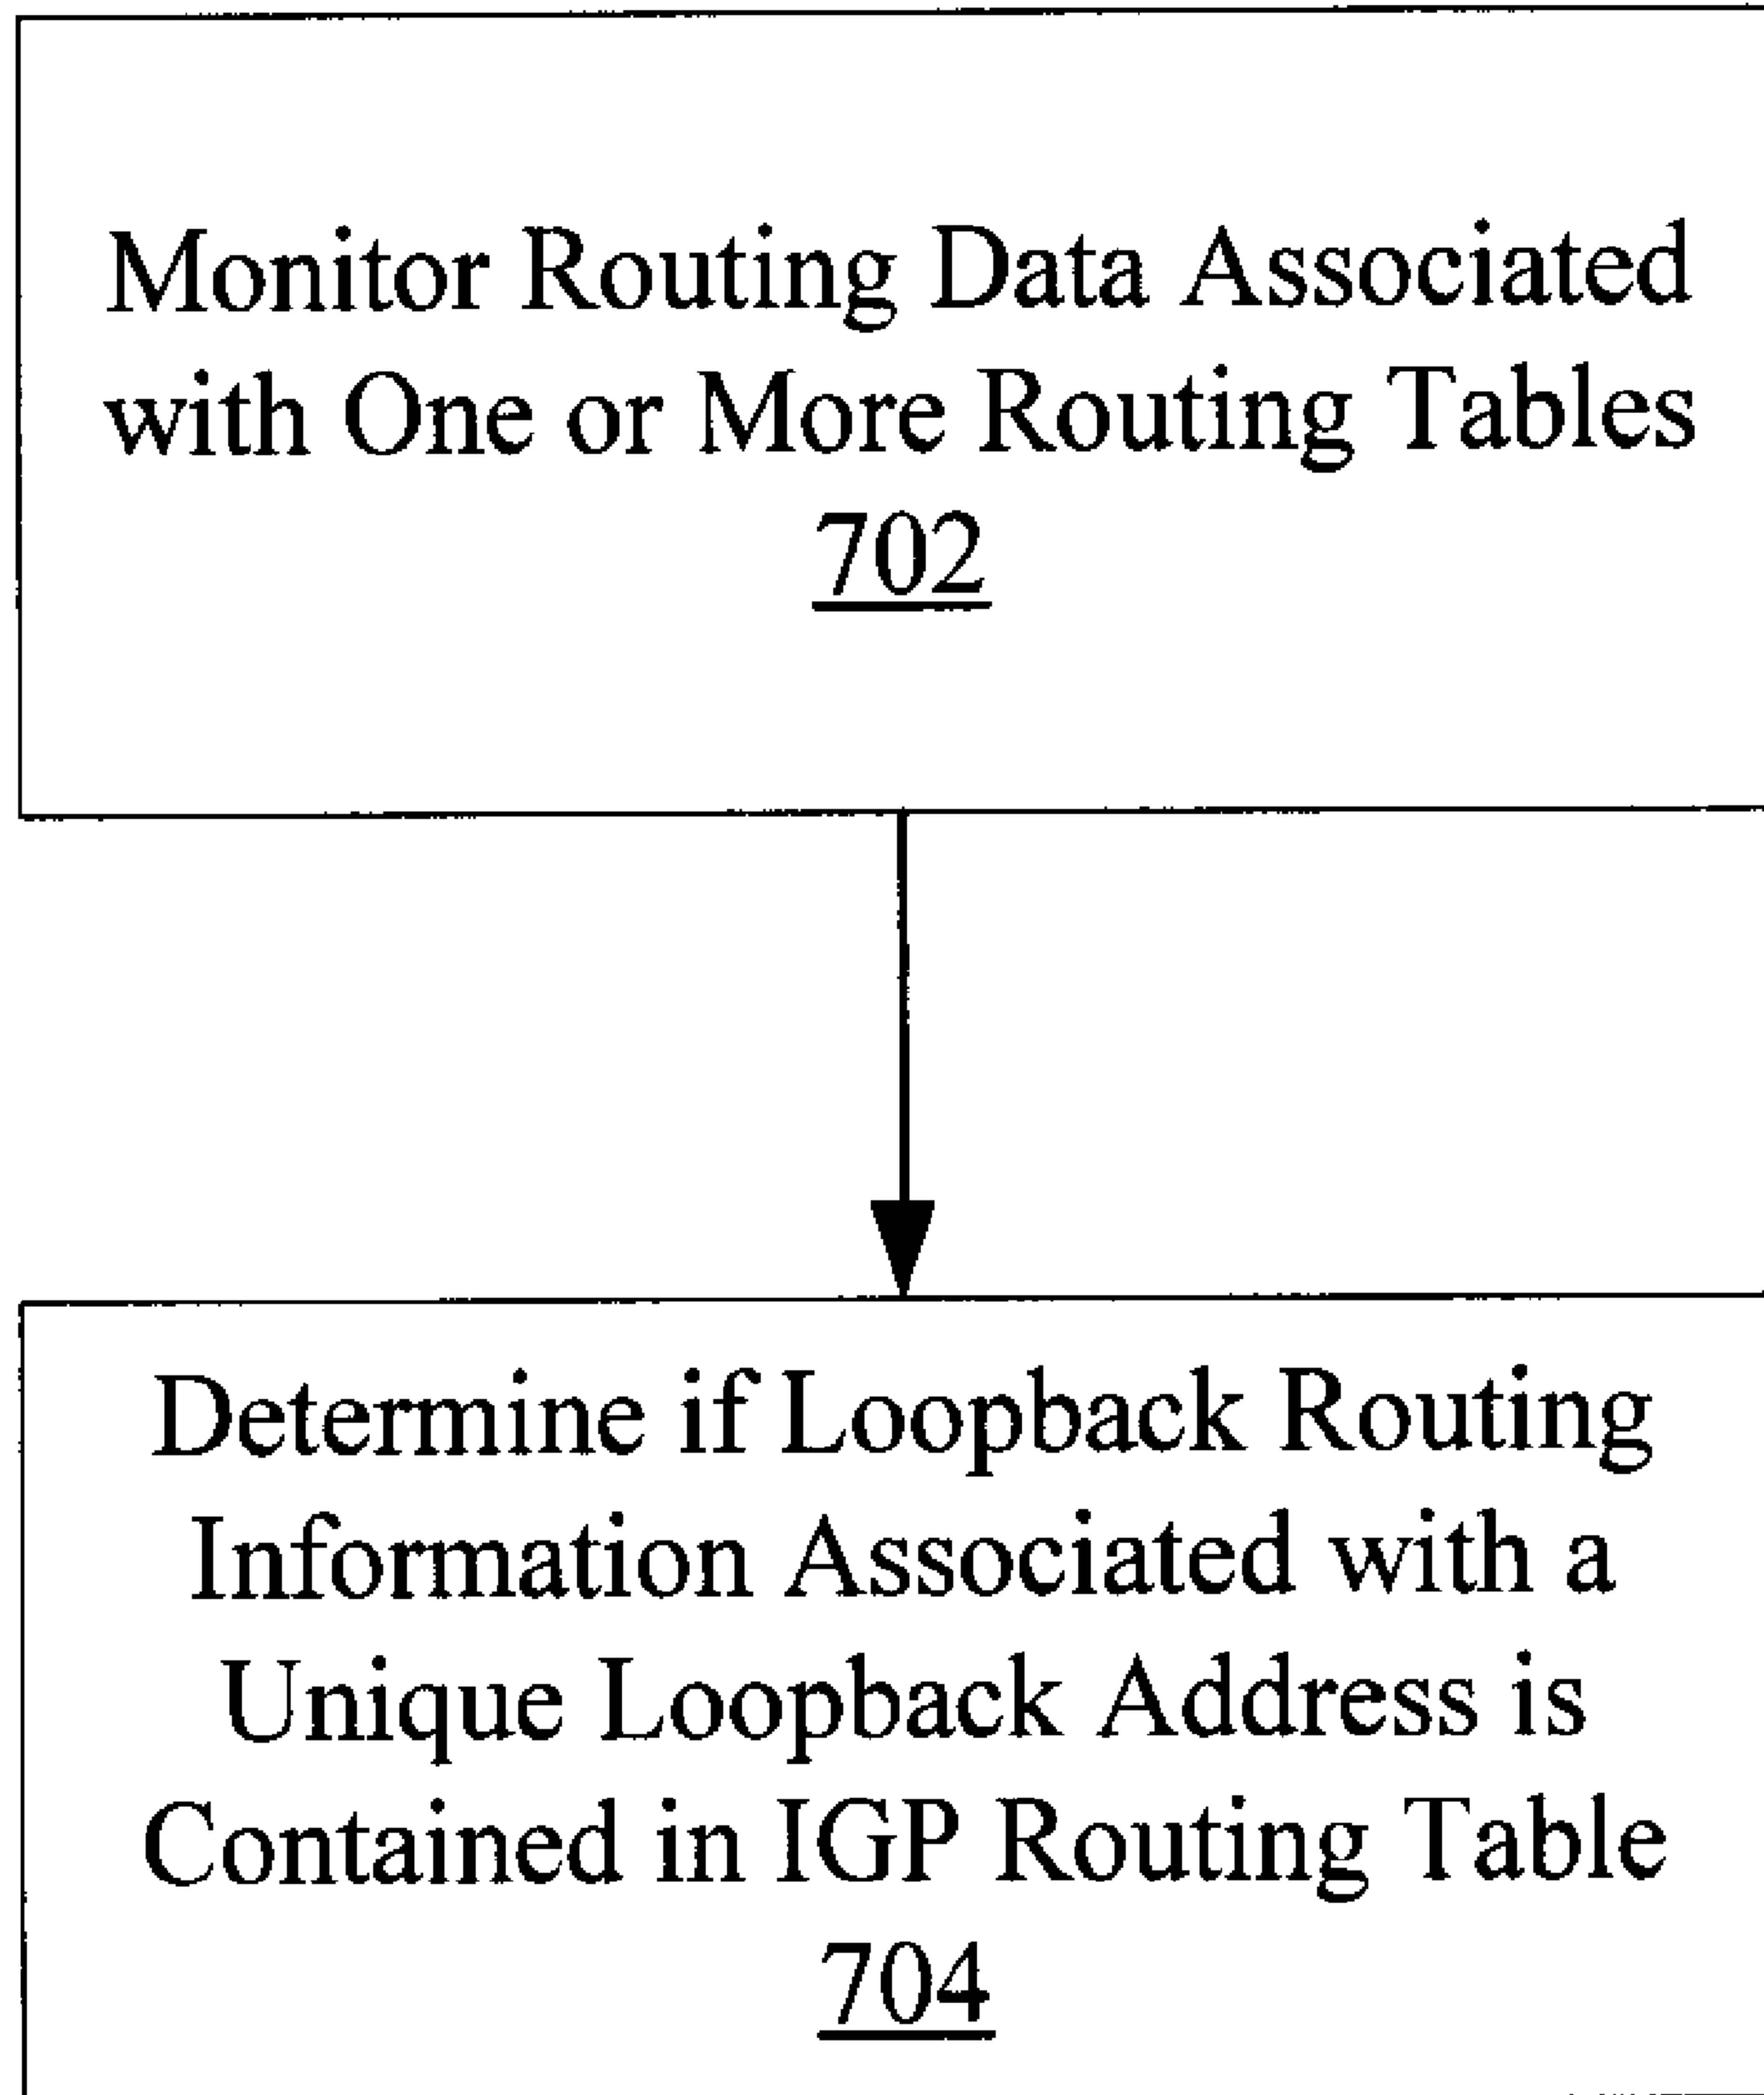 Monitor Routing Data Associated
with One or More Routing Tables
702
Determine if Loopback Routing
Information Associated with a
Unique Loopback Address is
Contained in IGP Routing Table
704